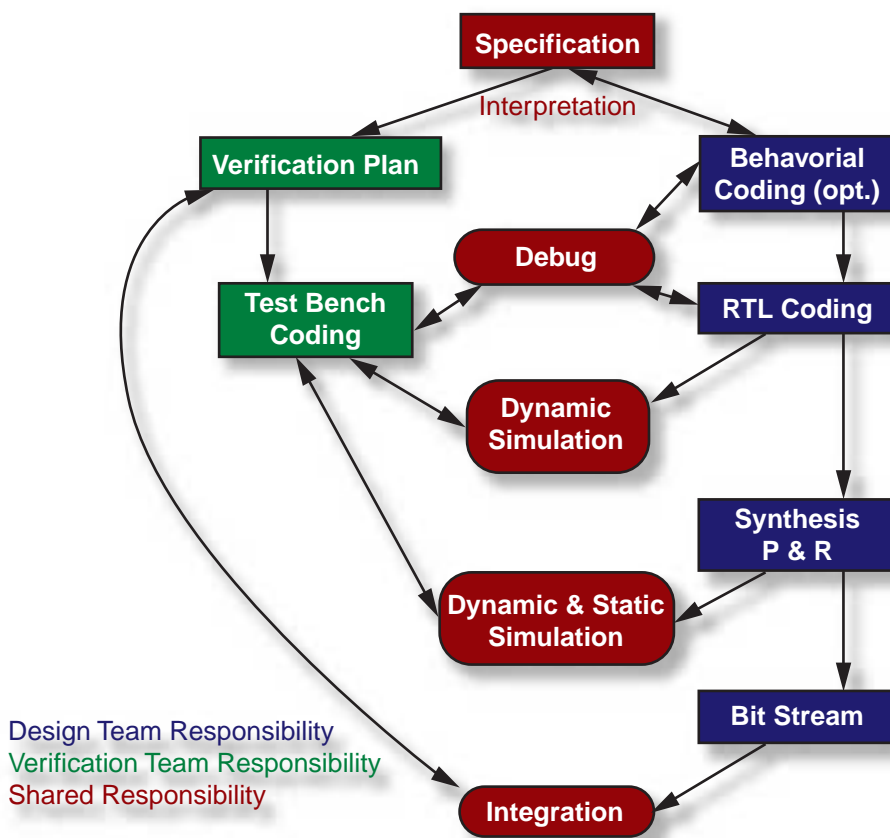 Specification
Interpretation
Verification Plan
Behavorial
Coding (opt.)
Debug
Test Bench
Coding
RTL Coding
Dynamic
Simulation
Synthesis
P & R
Dynamic & Static
Simulation
Bit Stream
Design Team Responsibility
Verification Team Responsibility
Shared Responsibility
Integration